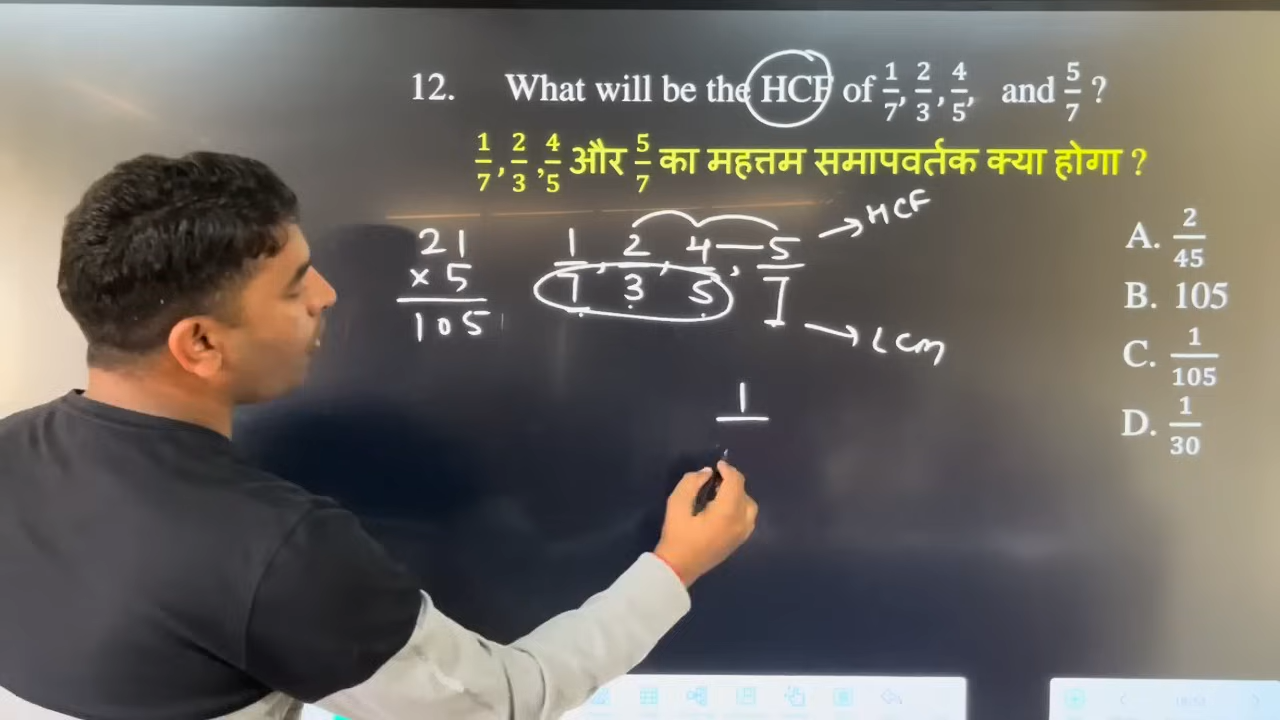 12. What will be the HCF of 1/7, 2/3, 4/5, and 5/7 ?
1/7, 2/3, 4/5 और 5/7 का महत्तम समापवर्तक क्या होगा ?
21
× 5
105
1/7, 2/3, 4/5, 5/7
→ HCF
→ LCM
1
A. 2/45
B. 105
C. 1/105
D. 1/30